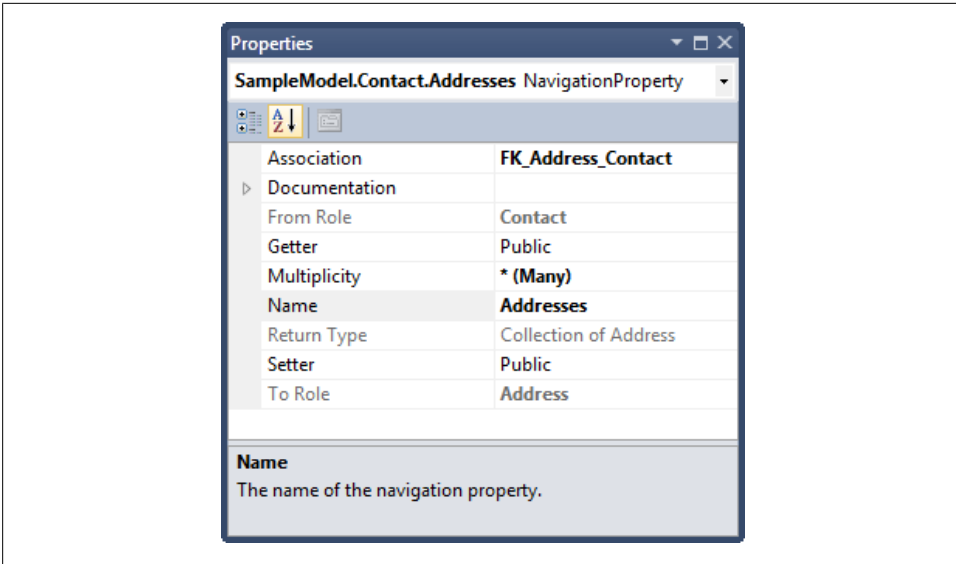 Properties
SampleModel.Contact.Addresses NavigationProperty
A
Z
Association FK_Address_Contact
Documentation
From Role Contact
Getter Public
Multiplicity * (Many)
Name Addresses
Return Type Collection of Address
Setter Public
To Role Address
Name
The name of the navigation property.